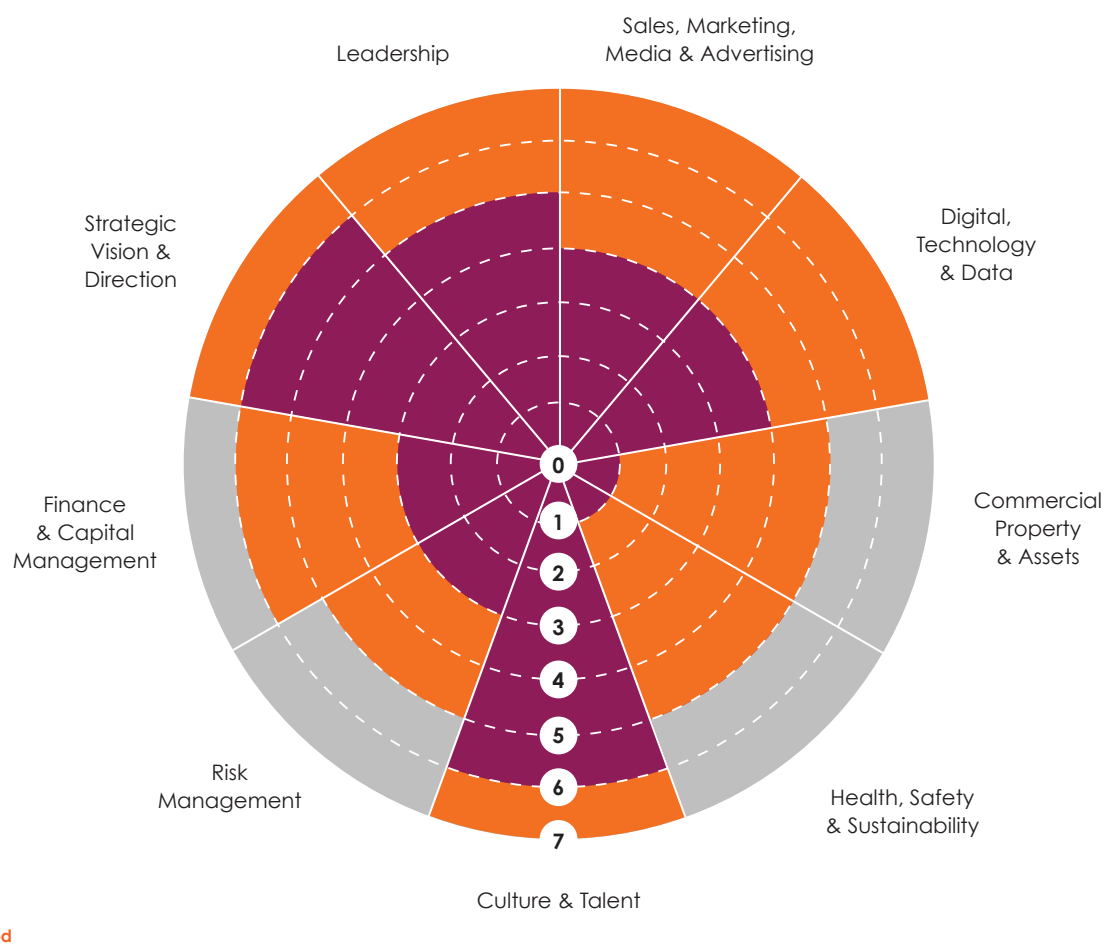 Sales, Marketing,
Media & Advertising
Leadership
Digital,
Technology
& Data
Strategic
Vision &
Direction
0
Commercial
Property
& Assets
Finance
& Capital
Management
1
2
3
4
5
6
7
Risk
Management
Health, Safety
& Sustainability
Culture & Talent